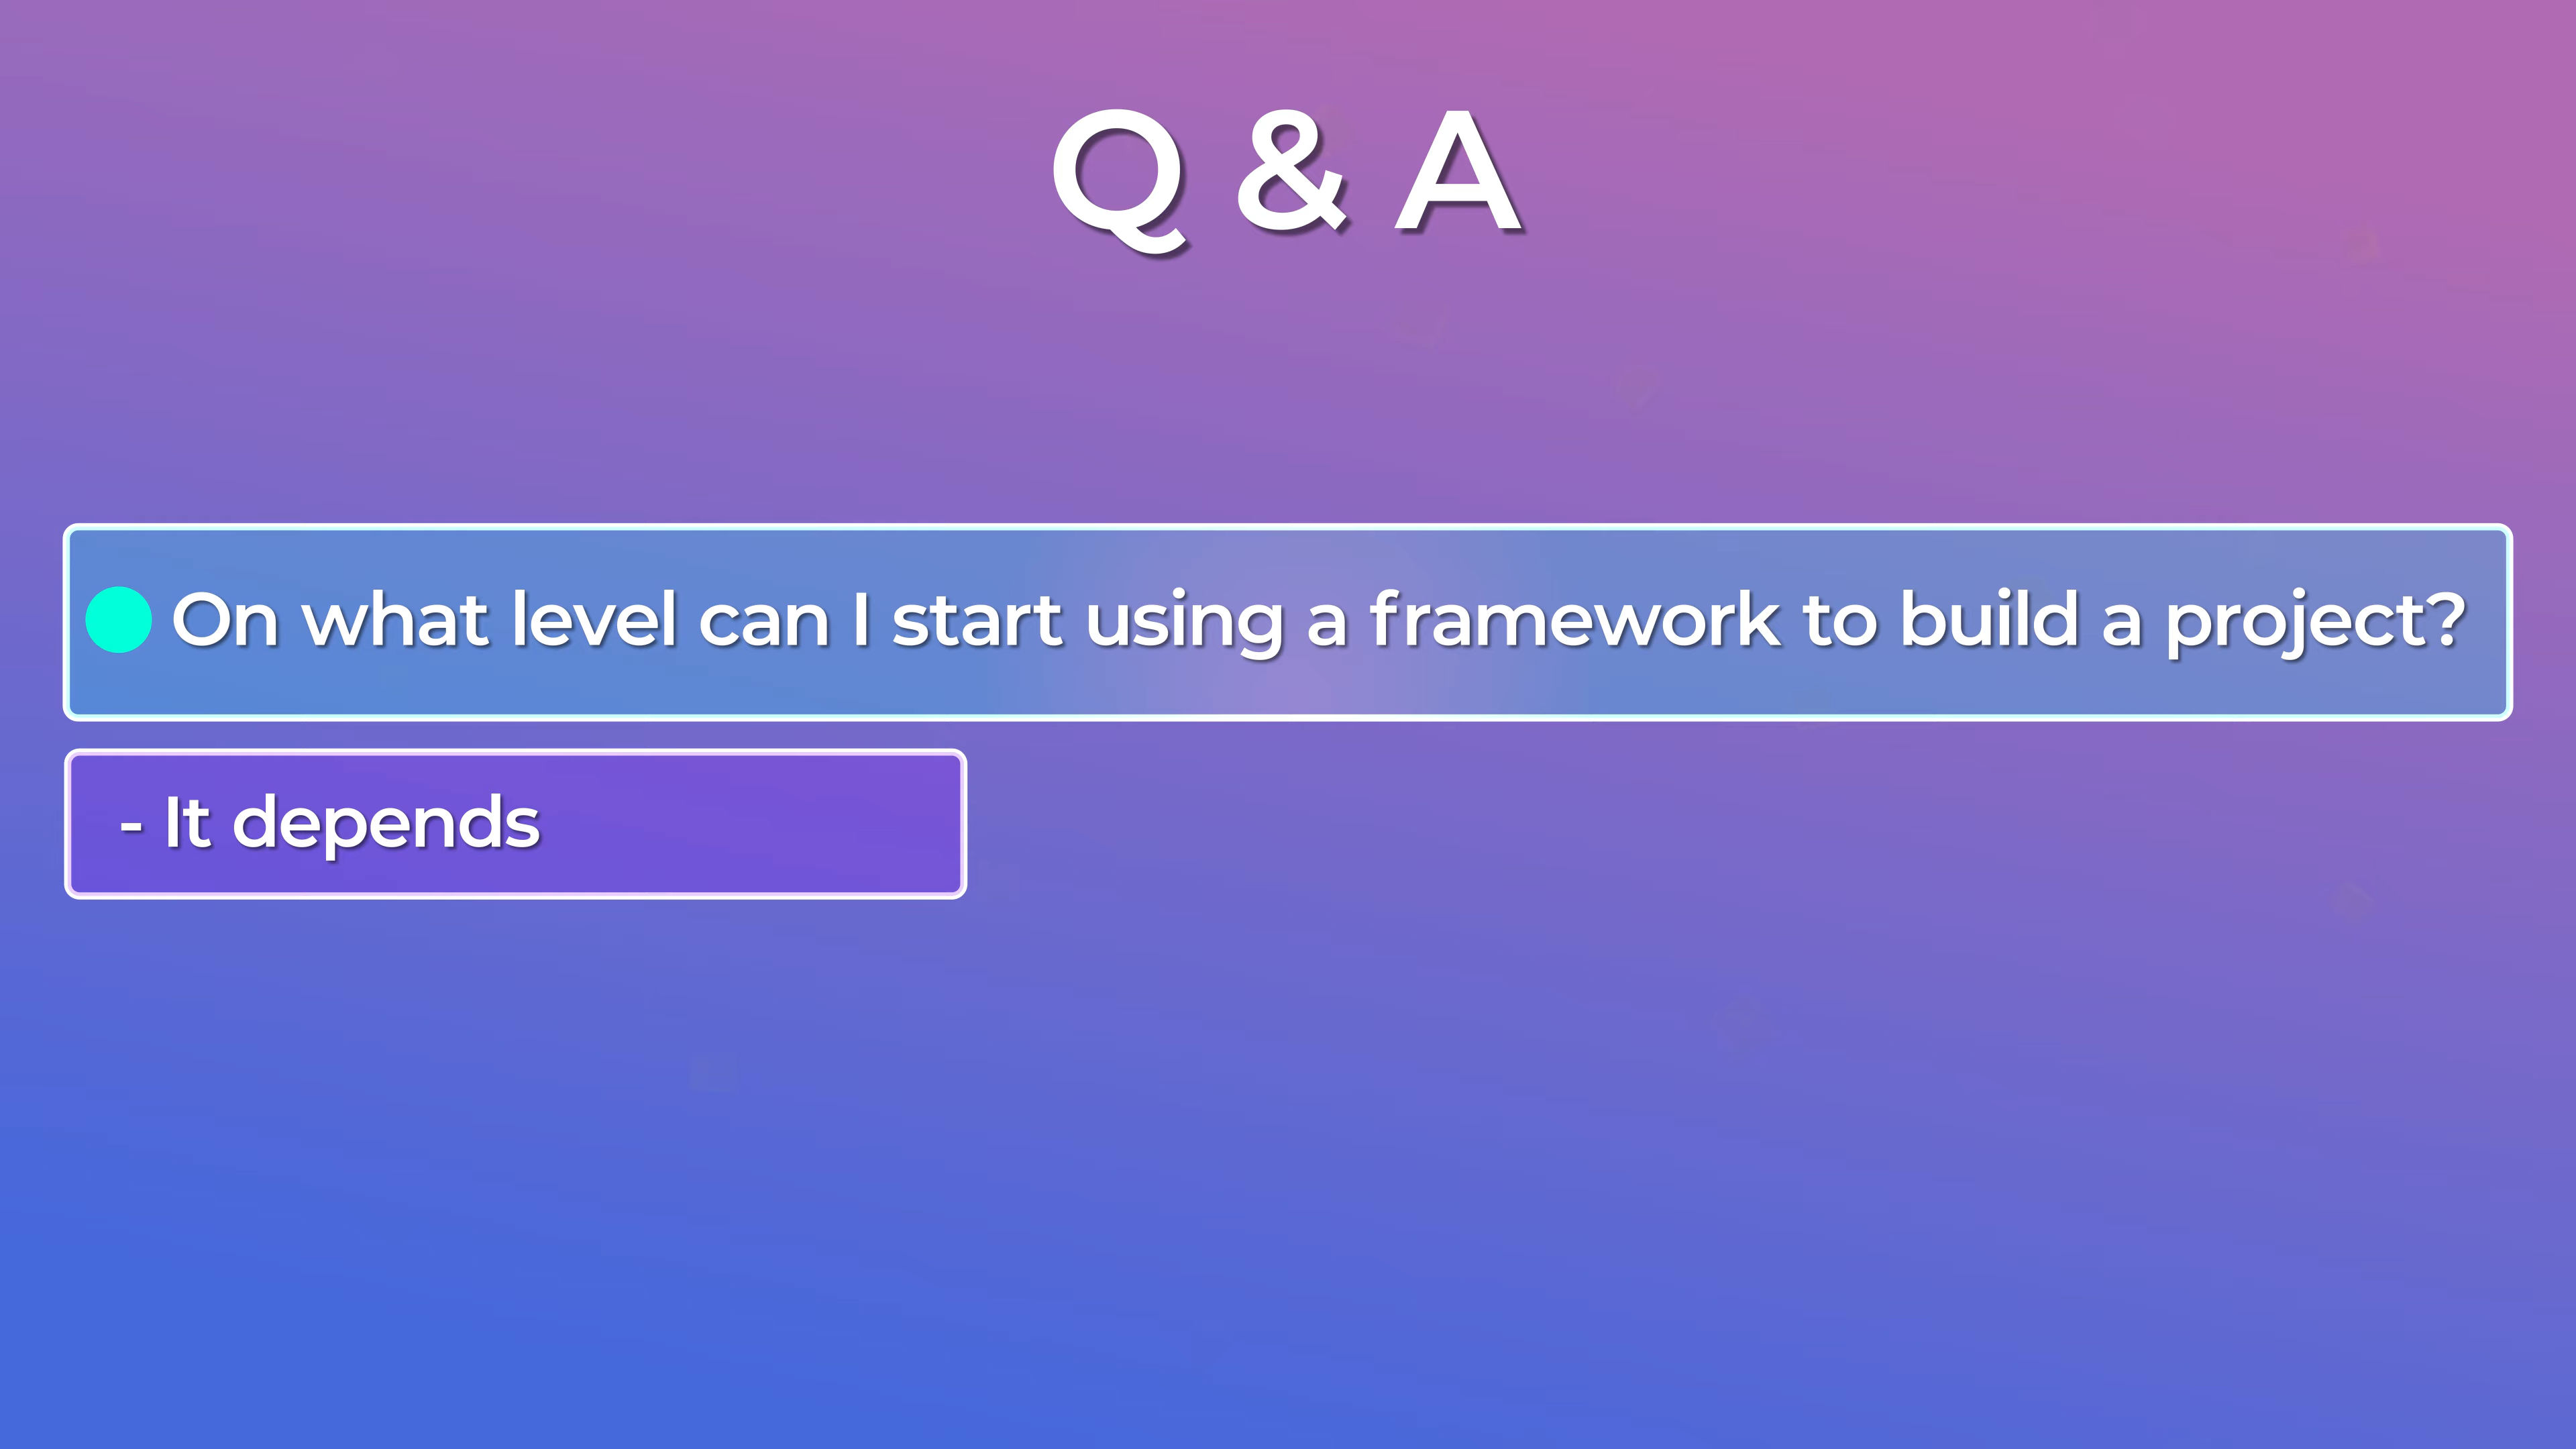 Q & A
On what level can I start using a framework to build a project?
- It depends